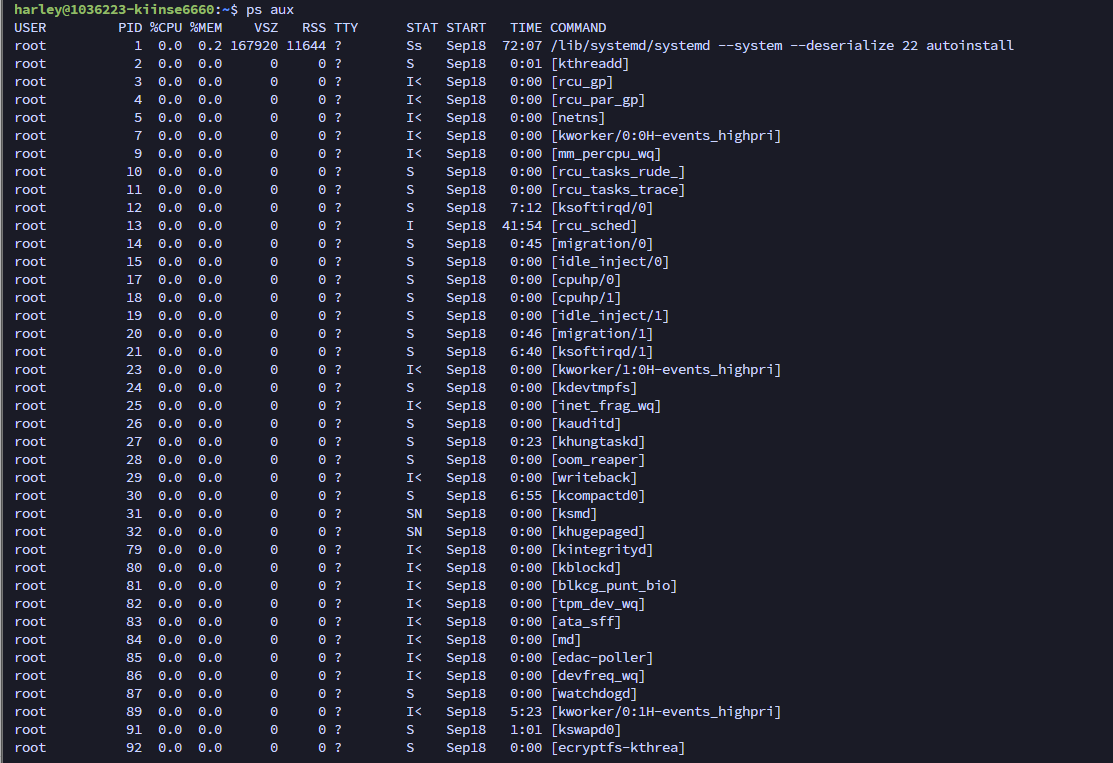 harley@1036223-kiinse6660:~$ ps aux
USER         PID %CPU %MEM    VSZ   RSS TTY      STAT START   TIME COMMAND
root           1  0.0  0.2 167920 11644 ?        Ss   Sep18  72:07 /lib/systemd/systemd --system --deserialize 22 autoinstall
root           2  0.0  0.0      0     0 ?        S    Sep18   0:01 [kthreadd]
root           3  0.0  0.0      0     0 ?        I<   Sep18   0:00 [rcu_gp]
root           4  0.0  0.0      0     0 ?        I<   Sep18   0:00 [rcu_par_gp]
root           5  0.0  0.0      0     0 ?        I<   Sep18   0:00 [netns]
root           7  0.0  0.0      0     0 ?        I<   Sep18   0:00 [kworker/0:0H-events_highpri]
root           9  0.0  0.0      0     0 ?        I<   Sep18   0:00 [mm_percpu_wq]
root          10  0.0  0.0      0     0 ?        S    Sep18   0:00 [rcu_tasks_rude_]
root          11  0.0  0.0      0     0 ?        S    Sep18   0:00 [rcu_tasks_trace]
root          12  0.0  0.0      0     0 ?        S    Sep18   7:12 [ksoftirqd/0]
root          13  0.0  0.0      0     0 ?        I    Sep18  41:54 [rcu_sched]
root          14  0.0  0.0      0     0 ?        S    Sep18   0:45 [migration/0]
root          15  0.0  0.0      0     0 ?        S    Sep18   0:00 [idle_inject/0]
root          17  0.0  0.0      0     0 ?        S    Sep18   0:00 [cpuhp/0]
root          18  0.0  0.0      0     0 ?        S    Sep18   0:00 [cpuhp/1]
root          19  0.0  0.0      0     0 ?        S    Sep18   0:00 [idle_inject/1]
root          20  0.0  0.0      0     0 ?        S    Sep18   0:46 [migration/1]
root          21  0.0  0.0      0     0 ?        S    Sep18   6:40 [ksoftirqd/1]
root          23  0.0  0.0      0     0 ?        I<   Sep18   0:00 [kworker/1:0H-events_highpri]
root          24  0.0  0.0      0     0 ?        S    Sep18   0:00 [kdevtmpfs]
root          25  0.0  0.0      0     0 ?        I<   Sep18   0:00 [inet_frag_wq]
root          26  0.0  0.0      0     0 ?        S    Sep18   0:00 [kauditd]
root          27  0.0  0.0      0     0 ?        S    Sep18   0:23 [khungtaskd]
root          28  0.0  0.0      0     0 ?        S    Sep18   0:00 [oom_reaper]
root          29  0.0  0.0      0     0 ?        I<   Sep18   0:00 [writeback]
root          30  0.0  0.0      0     0 ?        S    Sep18   6:55 [kcompactd0]
root          31  0.0  0.0      0     0 ?        SN   Sep18   0:00 [ksmd]
root          32  0.0  0.0      0     0 ?        SN   Sep18   0:00 [khugepaged]
root          79  0.0  0.0      0     0 ?        I<   Sep18   0:00 [kintegrityd]
root          80  0.0  0.0      0     0 ?        I<   Sep18   0:00 [kblockd]
root          81  0.0  0.0      0     0 ?        I<   Sep18   0:00 [blkcg_punt_bio]
root          82  0.0  0.0      0     0 ?        I<   Sep18   0:00 [tpm_dev_wq]
root          83  0.0  0.0      0     0 ?        I<   Sep18   0:00 [ata_sff]
root          84  0.0  0.0      0     0 ?        I<   Sep18   0:00 [md]
root          85  0.0  0.0      0     0 ?        I<   Sep18   0:00 [edac-poller]
root          86  0.0  0.0      0     0 ?        I<   Sep18   0:00 [devfreq_wq]
root          87  0.0  0.0      0     0 ?        S    Sep18   0:00 [watchdogd]
root          89  0.0  0.0      0     0 ?        I<   Sep18   5:23 [kworker/0:1H-events_highpri]
root          91  0.0  0.0      0     0 ?        S    Sep18   1:01 [kswapd0]
root          92  0.0  0.0      0     0 ?        S    Sep18   0:00 [ecryptfs-kthrea]